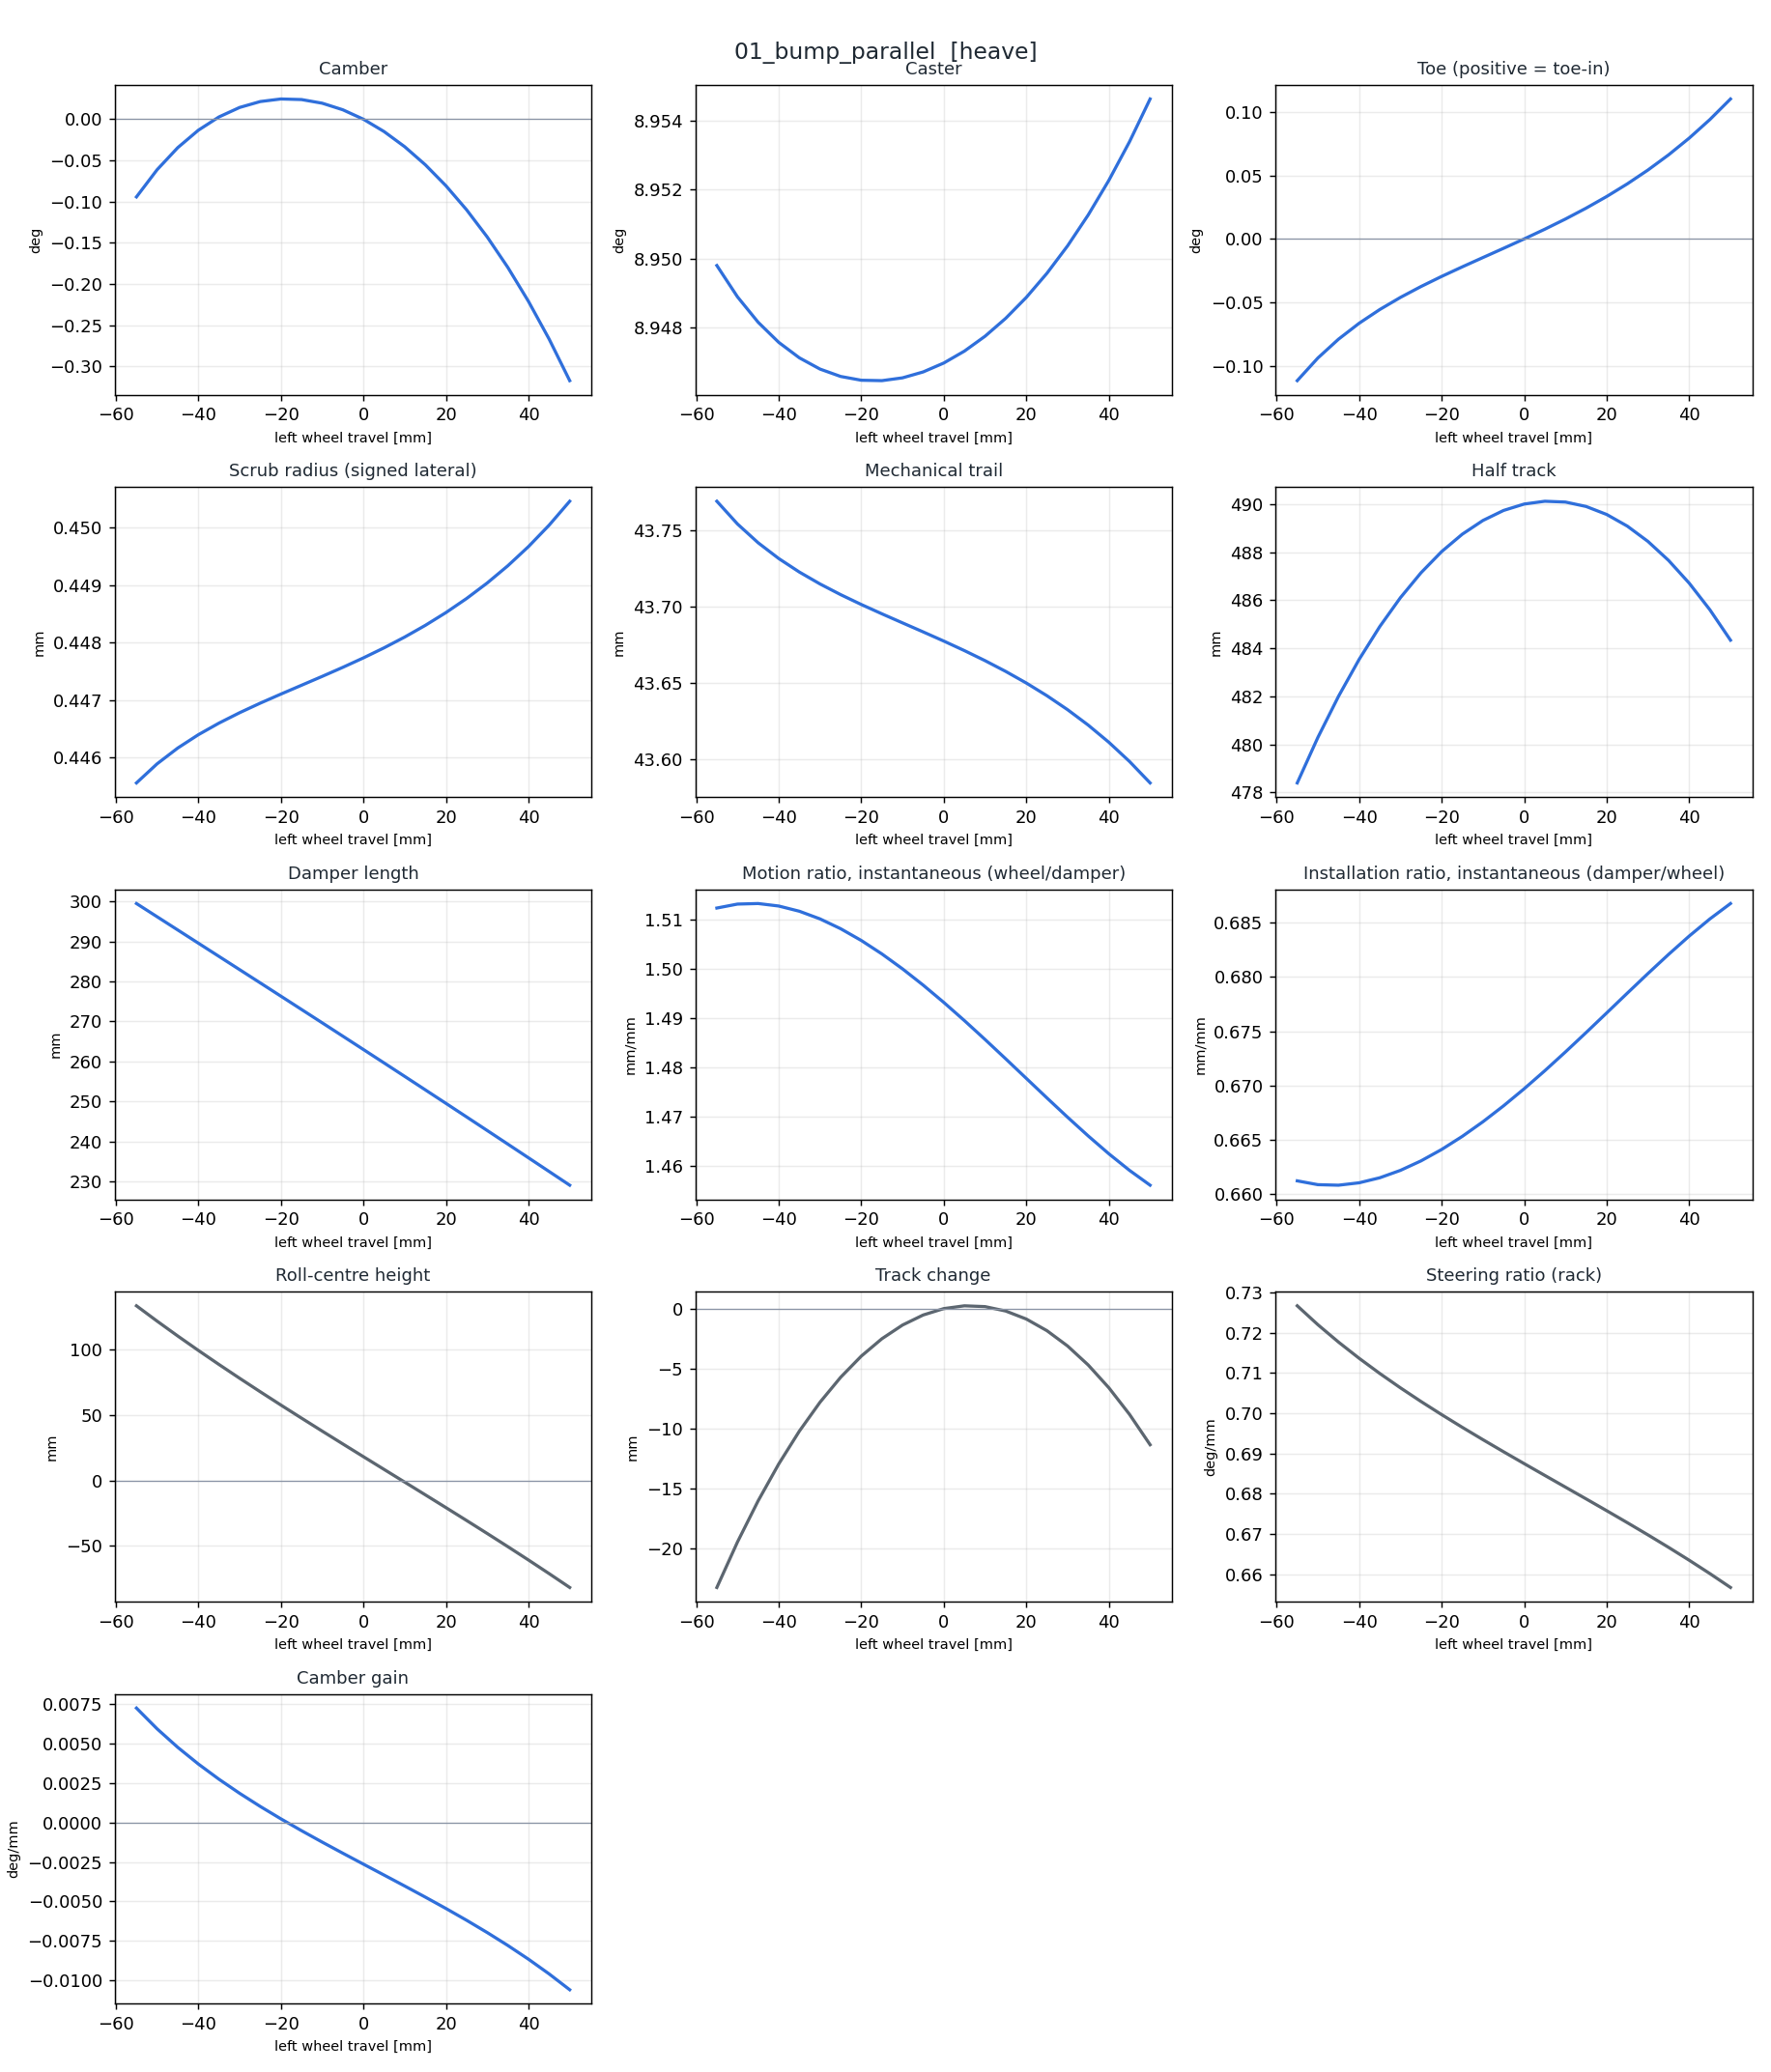 01_bump_parallel  [heave]
Camber
0.00
−0.05
−0.10
−0.15
−0.20
−0.25
−0.30
deg
−60 −40 −20 0 20 40
left wheel travel [mm]
Caster
8.954
8.952
8.950
8.948
deg
−60 −40 −20 0 20 40
left wheel travel [mm]
Toe (positive = toe-in)
0.10
0.05
0.00
−0.05
−0.10
deg
−60 −40 −20 0 20 40
left wheel travel [mm]
Scrub radius (signed lateral)
0.450
0.449
0.448
0.447
0.446
mm
−60 −40 −20 0 20 40
left wheel travel [mm]
Mechanical trail
43.75
43.70
43.65
43.60
mm
−60 −40 −20 0 20 40
left wheel travel [mm]
Half track
490
488
486
484
482
480
478
mm
−60 −40 −20 0 20 40
left wheel travel [mm]
Damper length
300
290
280
270
260
250
240
230
mm
−60 −40 −20 0 20 40
left wheel travel [mm]
Motion ratio, instantaneous (wheel/damper)
1.51
1.50
1.49
1.48
1.47
1.46
mm/mm
−60 −40 −20 0 20 40
left wheel travel [mm]
Installation ratio, instantaneous (damper/wheel)
0.685
0.680
0.675
0.670
0.665
0.660
mm/mm
−60 −40 −20 0 20 40
left wheel travel [mm]
Roll-centre height
100
50
0
−50
mm
−60 −40 −20 0 20 40
left wheel travel [mm]
Track change
0
−5
−10
−15
−20
mm
−60 −40 −20 0 20 40
left wheel travel [mm]
Steering ratio (rack)
0.73
0.72
0.71
0.70
0.69
0.68
0.67
0.66
deg/mm
−60 −40 −20 0 20 40
left wheel travel [mm]
Camber gain
0.0075
0.0050
0.0025
0.0000
−0.0025
−0.0050
−0.0075
−0.0100
deg/mm
−60 −40 −20 0 20 40
left wheel travel [mm]